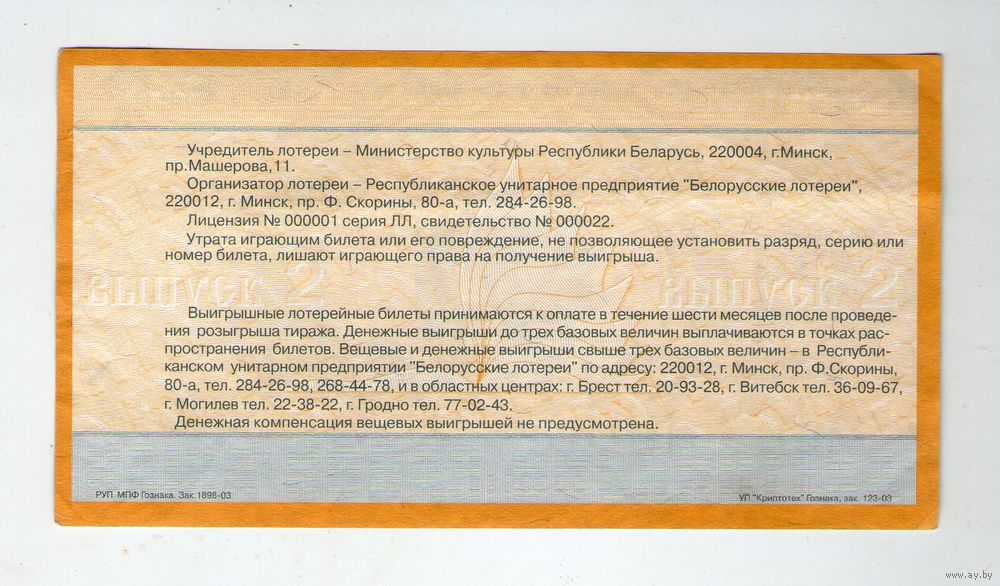 Учредитель лотереи – Министерство культуры Республики Беларусь, 220004, г.Минск,
пр.Машерова,11.
Организатор лотереи – Республиканское унитарное предприятие "Белорусские лотереи",
220012, г. Минск, пр. Ф. Скорины, 80-а, тел. 284-26-98.
Лицензия № 000001 серия ЛЛ, свидетельство № 000022.
Утрата играющим билета или его повреждение, не позволяющее установить разряд, серию или
номер билета, лишают играющего права на получение выигрыша.
ВЫПУСК 2 ВЫПУСК 2
Выигрышные лотерейные билеты принимаются к оплате в течение шести месяцев после проведе-
ния розыгрыша тиража. Денежные выигрыши до трех базовых величин выплачиваются в точках рас-
пространения билетов. Вещевые и денежные выигрыши свыше трех базовых величин – в Республи-
канском унитарном предприятии "Белорусские лотереи" по адресу: 220012, г. Минск, пр. Ф.Скорины,
80-а, тел. 284-26-98, 268-44-78, и в областных центрах: г. Брест тел. 20-93-28, г. Витебск тел. 36-09-67,
г. Могилев тел. 22-38-22, г. Гродно тел. 77-02-43.
Денежная компенсация вещевых выигрышей не предусмотрена.
РУП МПФ Гознака. Зак. 1898-03
УП "Криптотех" Гознака, зак. 123-03
www.ay.by